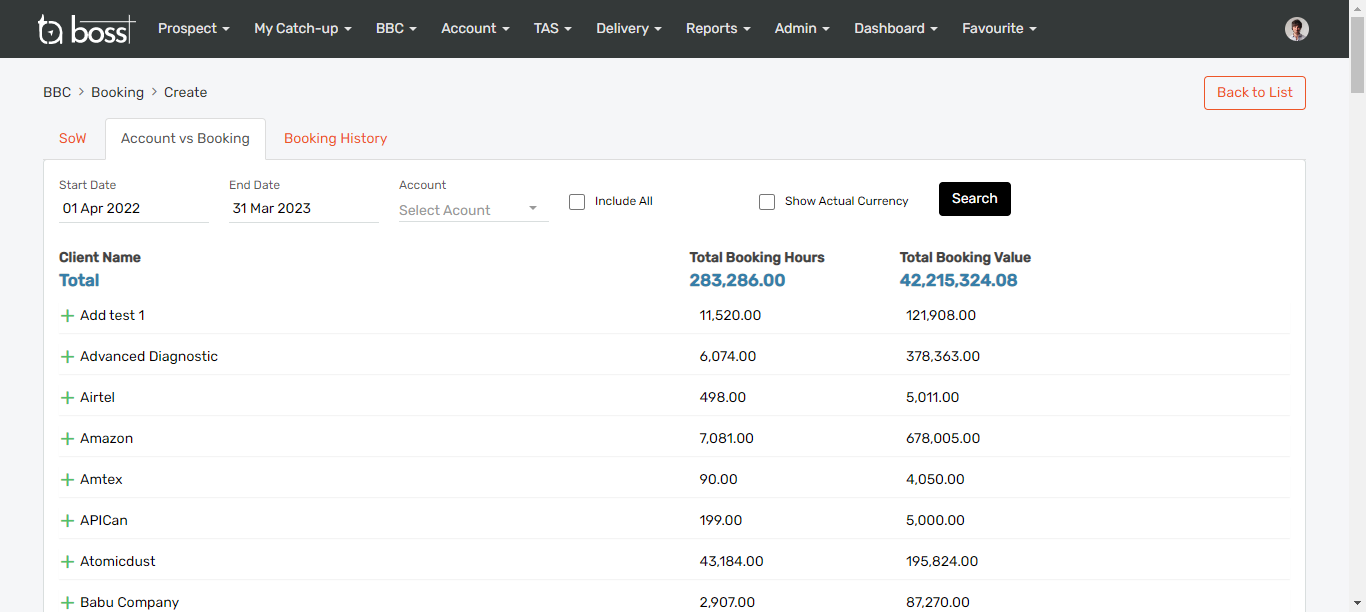 ta boss Prospect My Catch-up BBC Account TAS Delivery Reports Admin Dashboard Favourite
BBC > Booking > Create Back to List
SoW Account vs Booking Booking History
Start Date End Date Account
01 Apr 2022 31 Mar 2023 Select Acount Include All Show Actual Currency Search
Client Name Total Booking Hours Total Booking Value
Total 283,286.00 42,215,324.08
+ Add test 1 11,520.00 121,908.00
+ Advanced Diagnostic 6,074.00 378,363.00
+ Airtel 498.00 5,011.00
+ Amazon 7,081.00 678,005.00
+ Amtex 90.00 4,050.00
+ APICan 199.00 5,000.00
+ Atomicdust 43,184.00 195,824.00
+ Babu Company 2,907.00 87,270.00